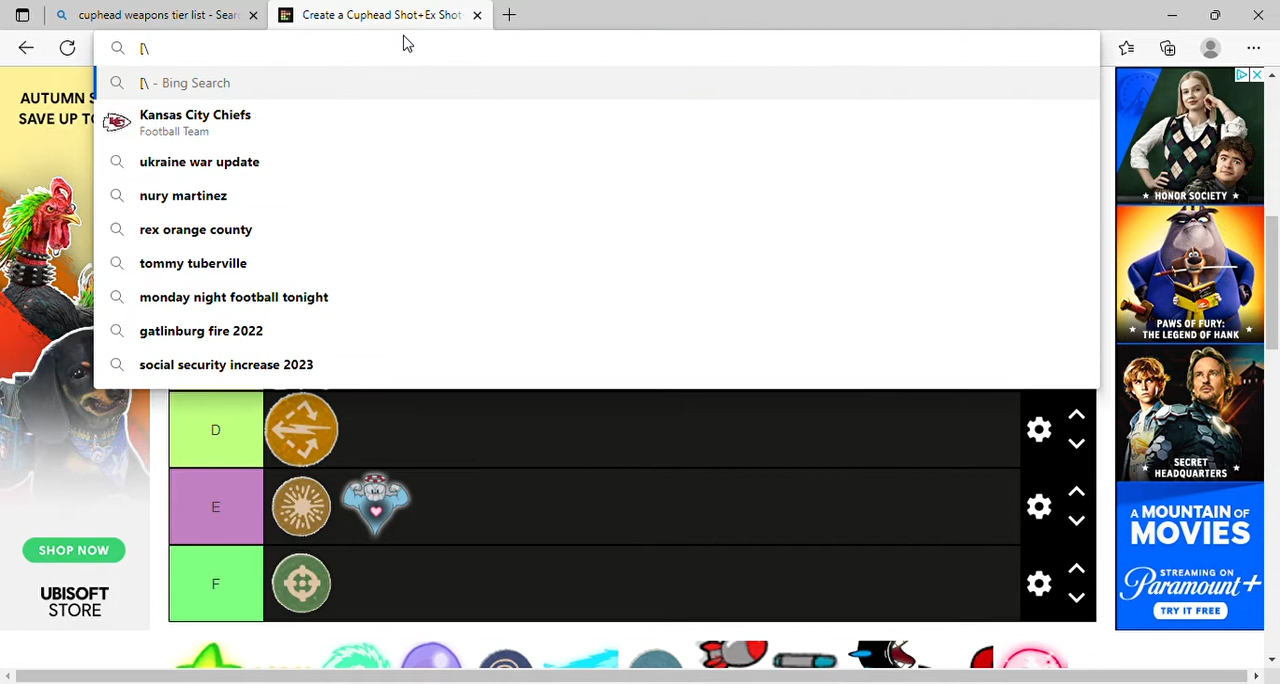 cuphead weapons tier list - Sear
Create a Cuphead Shot+Ex Shot
[\
[\ - Bing Search
Kansas City Chiefs
Football Team
ukraine war update
nury martinez
rex orange county
tommy tuberville
monday night football tonight
gatlinburg fire 2022
social security increase 2023
AUTUMN S
SAVE UP TO
SHOP NOW
UBISOFT
STORE
D
E
F
★ HONOR SOCIETY ★
PAWS OF FURY:
★ THE LEGEND OF HANK ★
SECRET
★ HEADQUARTERS ★
A MOUNTAIN OF
MOVIES
STREAMING ON
Paramount+
TRY IT FREE